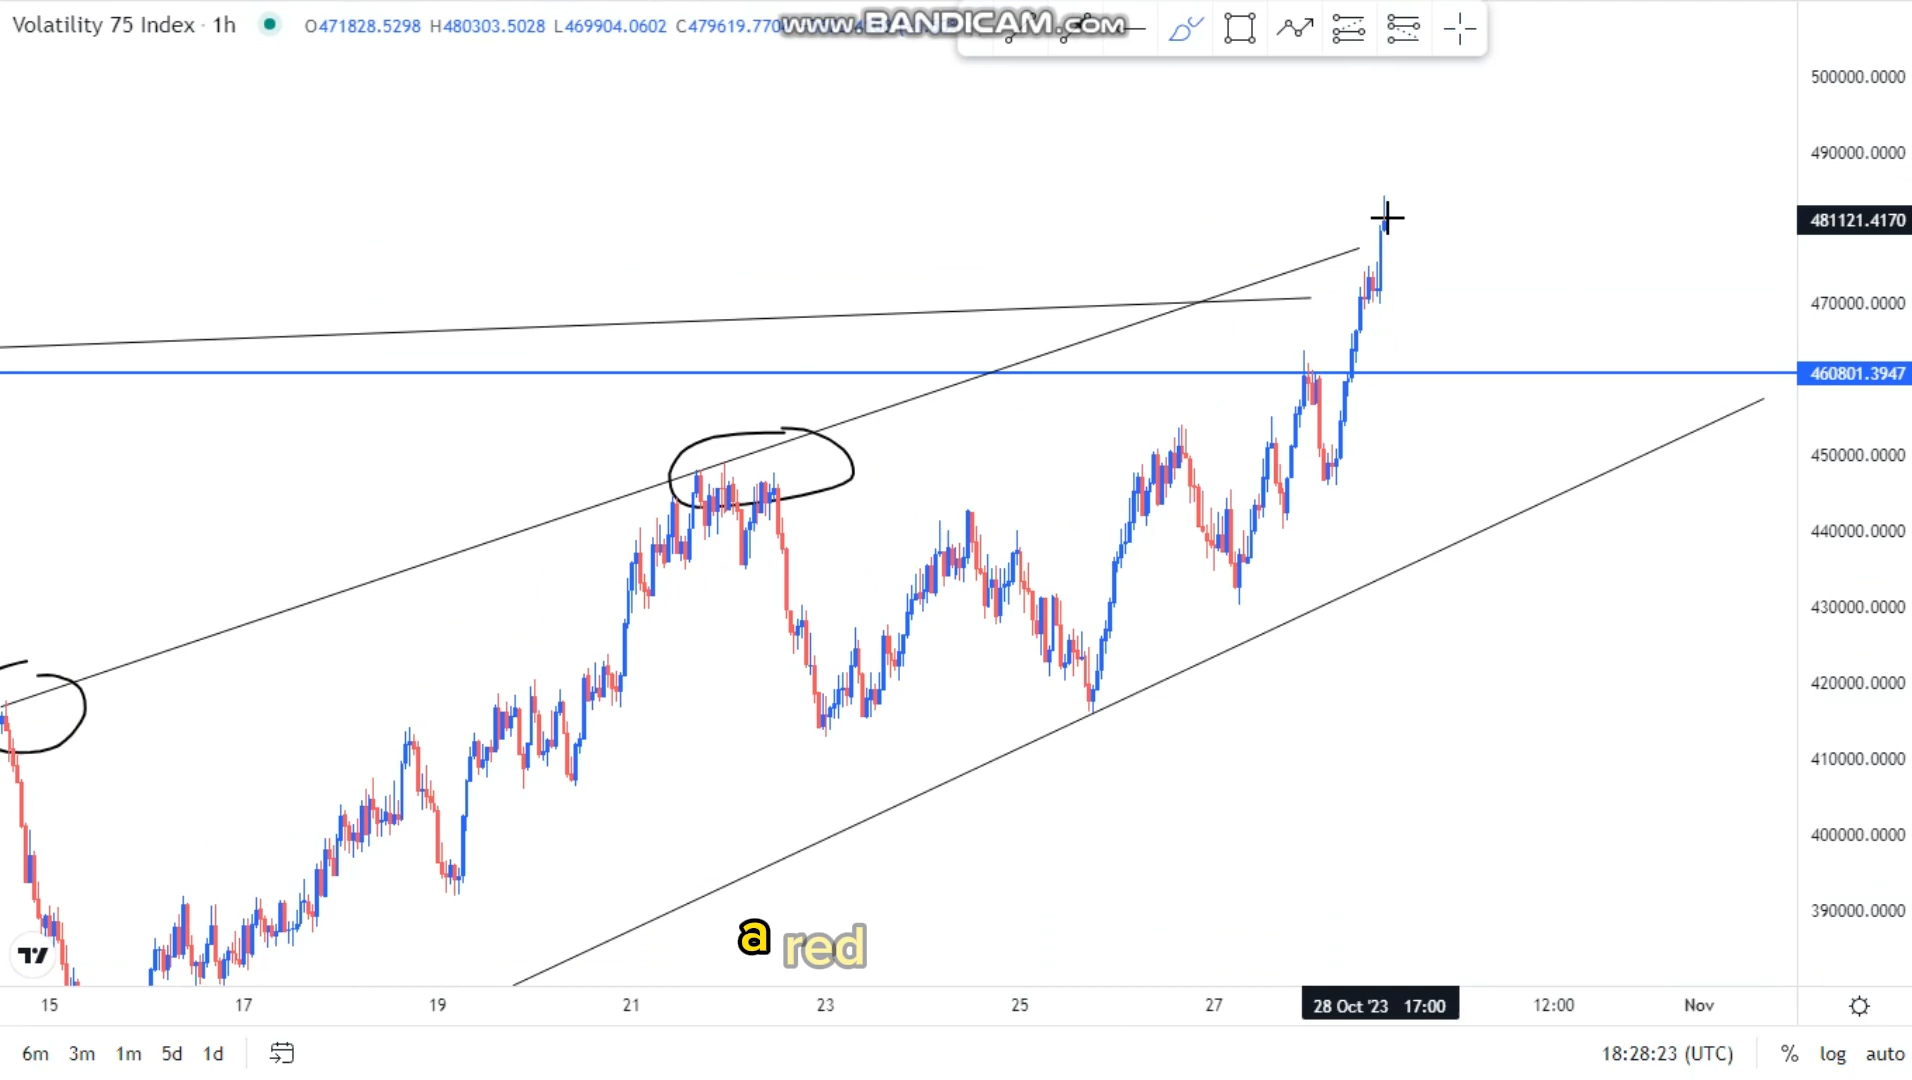 Volatility 75 Index · 1h O471828.5298 H480303.5028 L469904.0602 C479619.770
www.BANDICAM.com
500000.0000
490000.0000
481121.4170
470000.0000
460801.3947
450000.0000
440000.0000
430000.0000
420000.0000
410000.0000
400000.0000
390000.0000
a red
15 17 19 21 23 25 27 28 Oct '23 17:00 12:00 Nov
6m 3m 1m 5d 1d 18:28:23 (UTC) % log auto